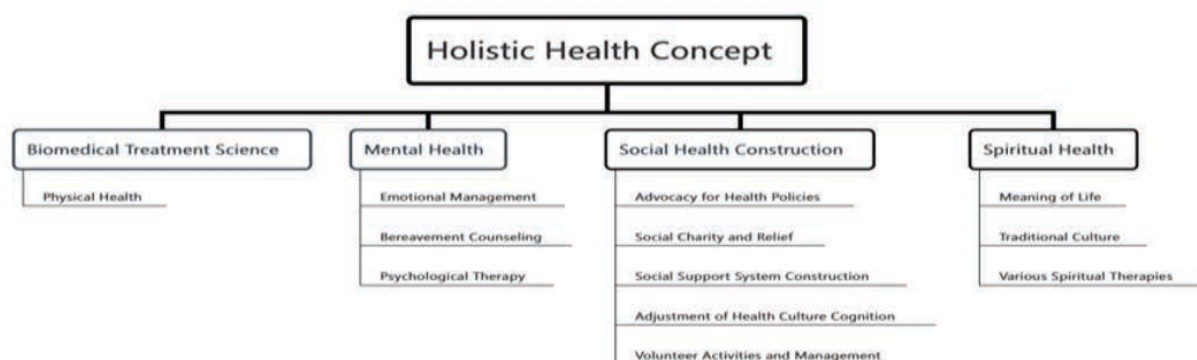 Holistic Health Concept
Biomedical Treatment Science
Physical Health
Mental Health
Emotional Management
Bereavement Counseling
Psychological Therapy
Social Health Construction
Advocacy for Health Policies
Social Charity and Relief
Social Support System Construction
Adjustment of Health Culture Cognition
Volunteer Activities and Management
Spiritual Health
Meaning of Life
Traditional Culture
Various Spiritual Therapies